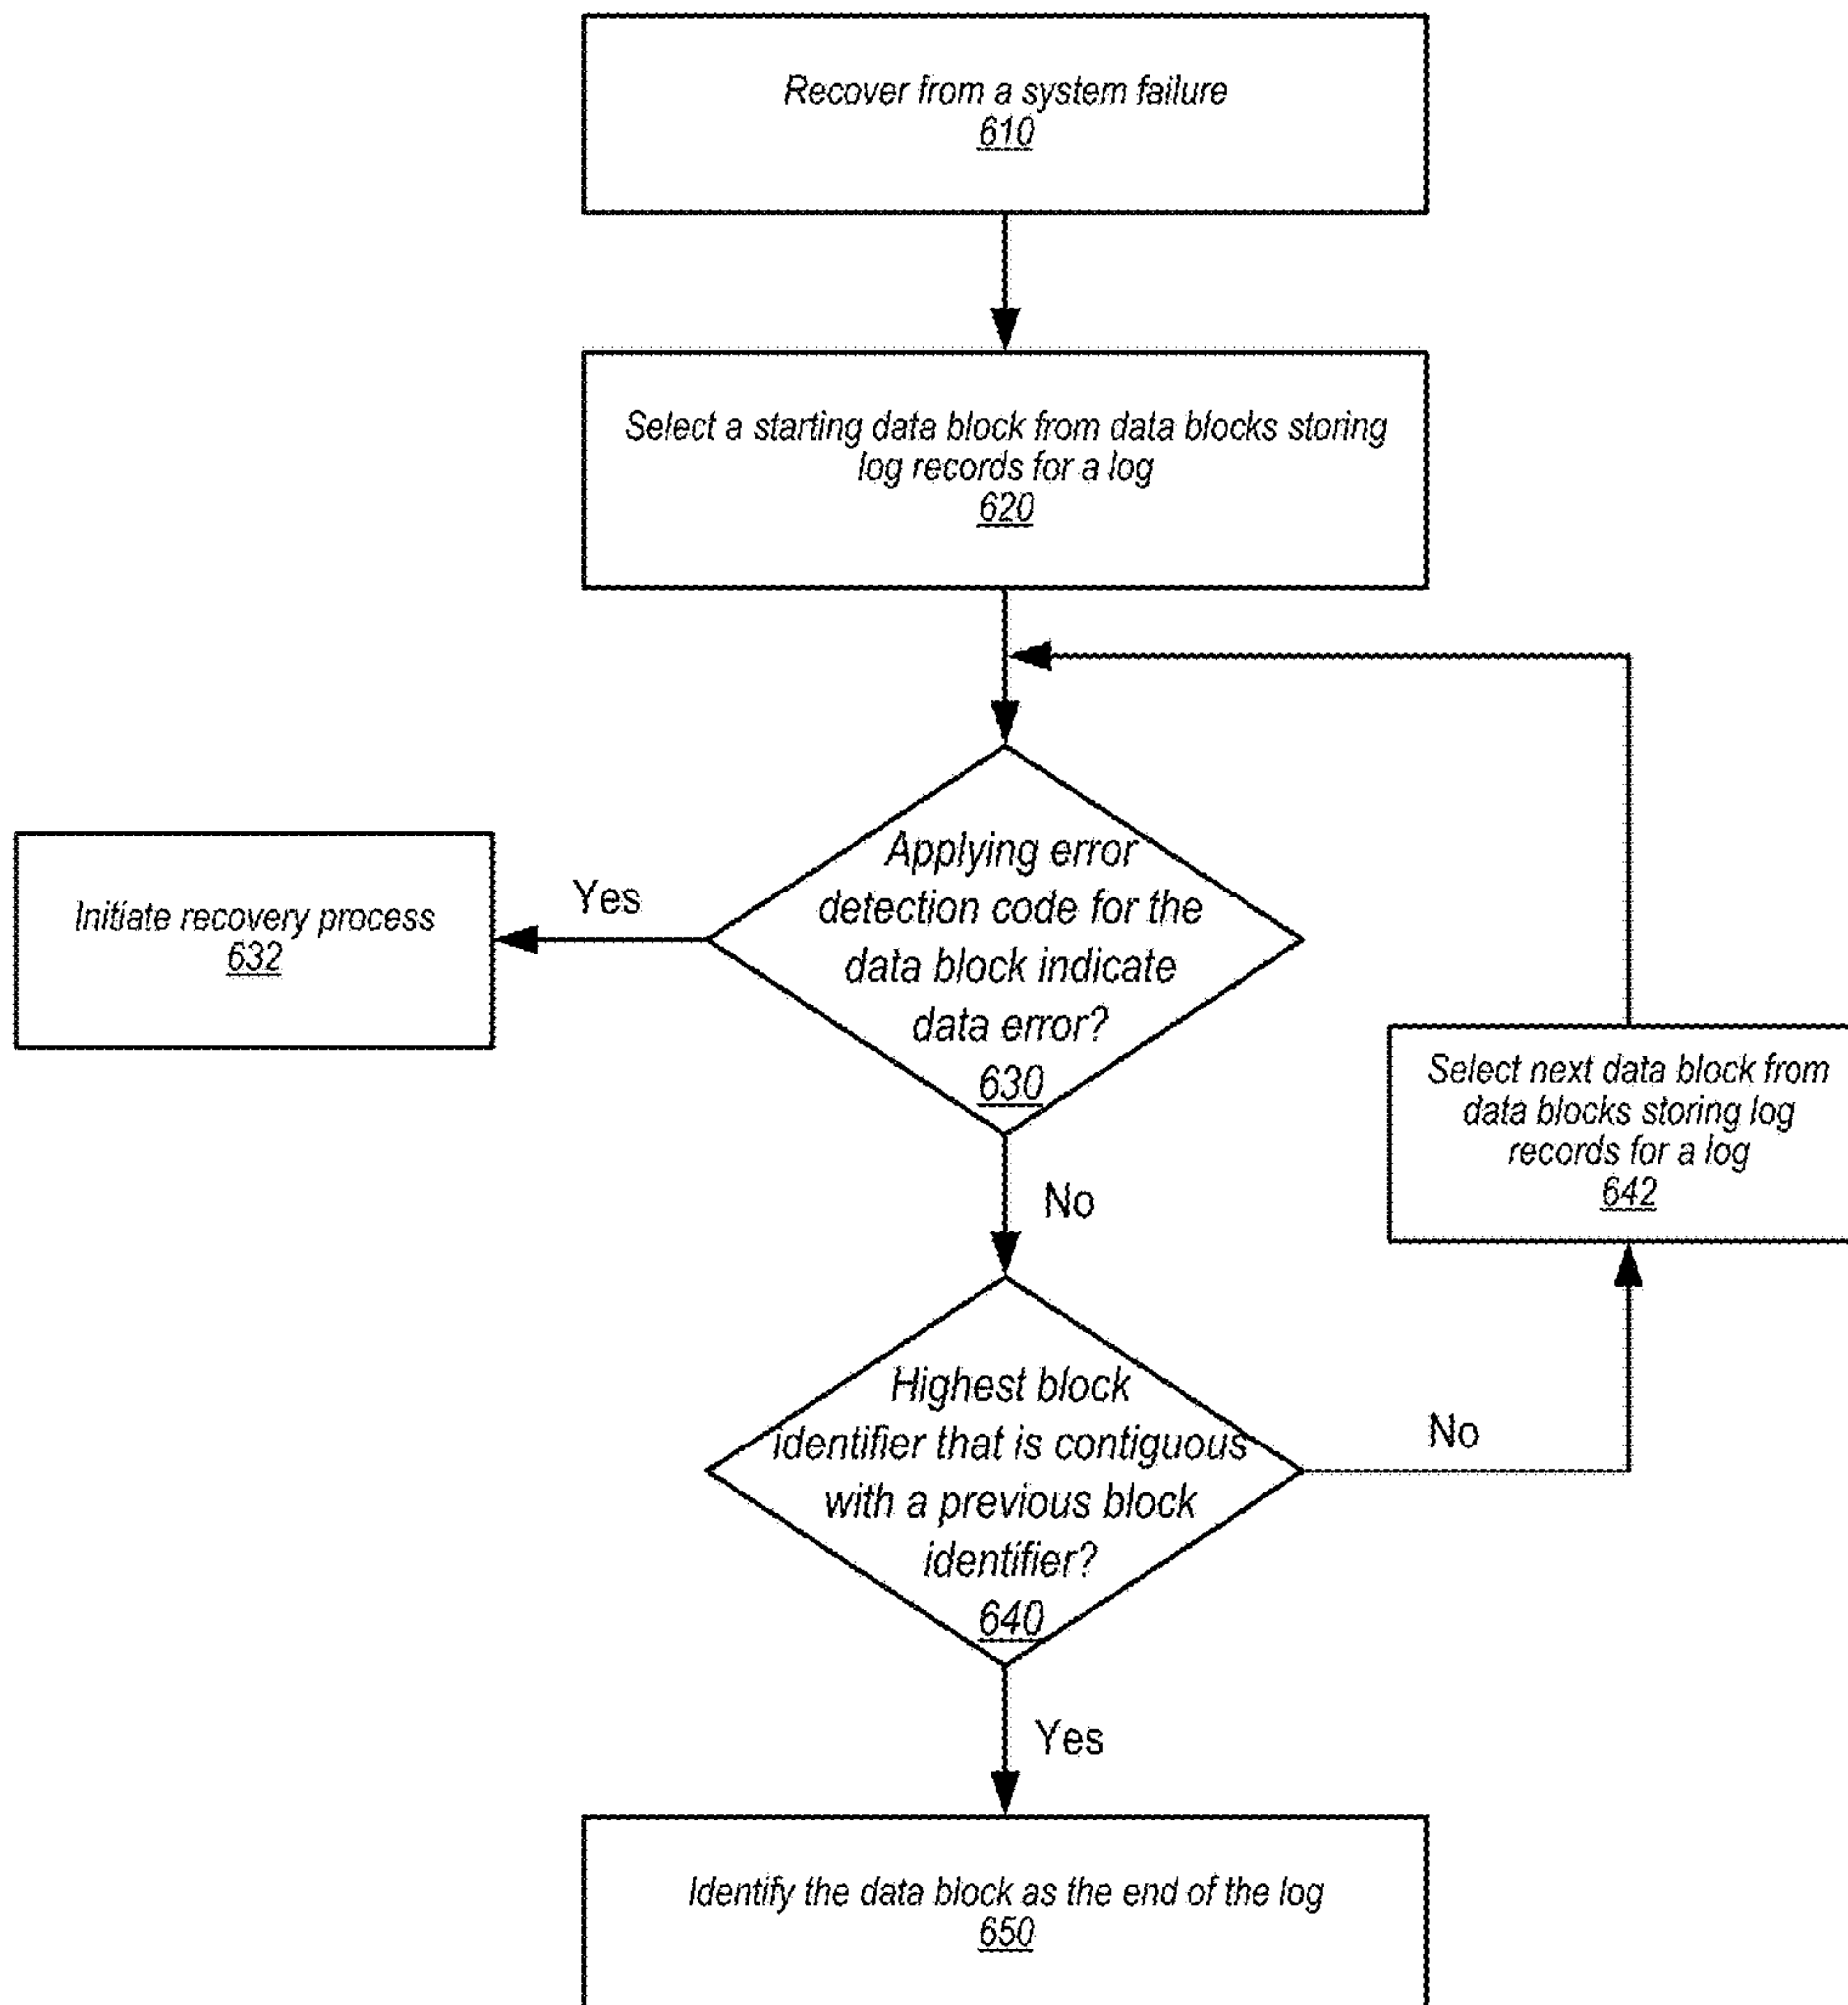 Recover from a system failure
610
Select a starting data block from data blocks storing
log records for a log
620
Applying error
detection code for the
data block indicate
data error?
630
Yes
Initiate recovery process
632
No
Select next data block from
data blocks storing log
records for a log
642
Highest block
identifier that is contiguous
with a previous block
identifier?
640
No
Yes
Identify the data block as the end of the log
650